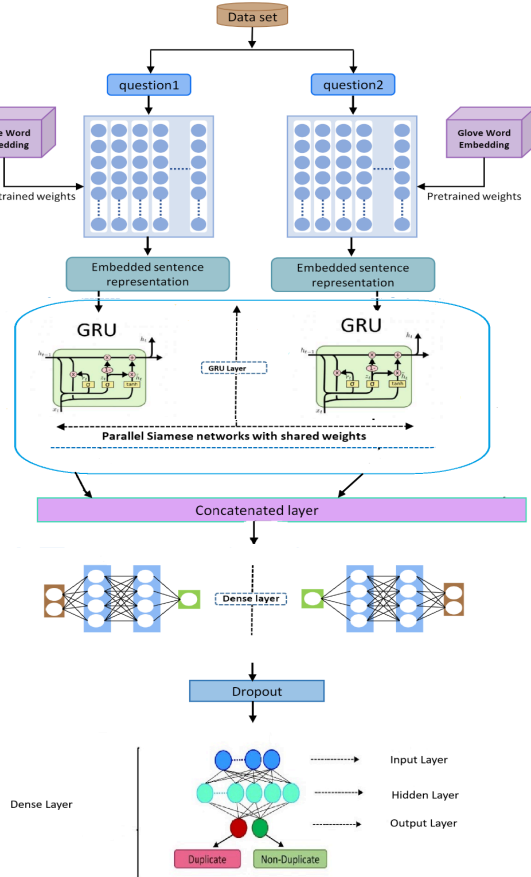 Data set
question1
question2
e Word
edding
Glove Word
Embedding
trained weights
Pretrained weights
Embedded sentence
representation
Embedded sentence
representation
GRU
GRU
GRU Layer
Parallel Siamese networks with shared weights
Concatenated layer
Dense layer
Dropout
Input Layer
Hidden Layer
Dense Layer
Output Layer
Duplicate
Non-Duplicate